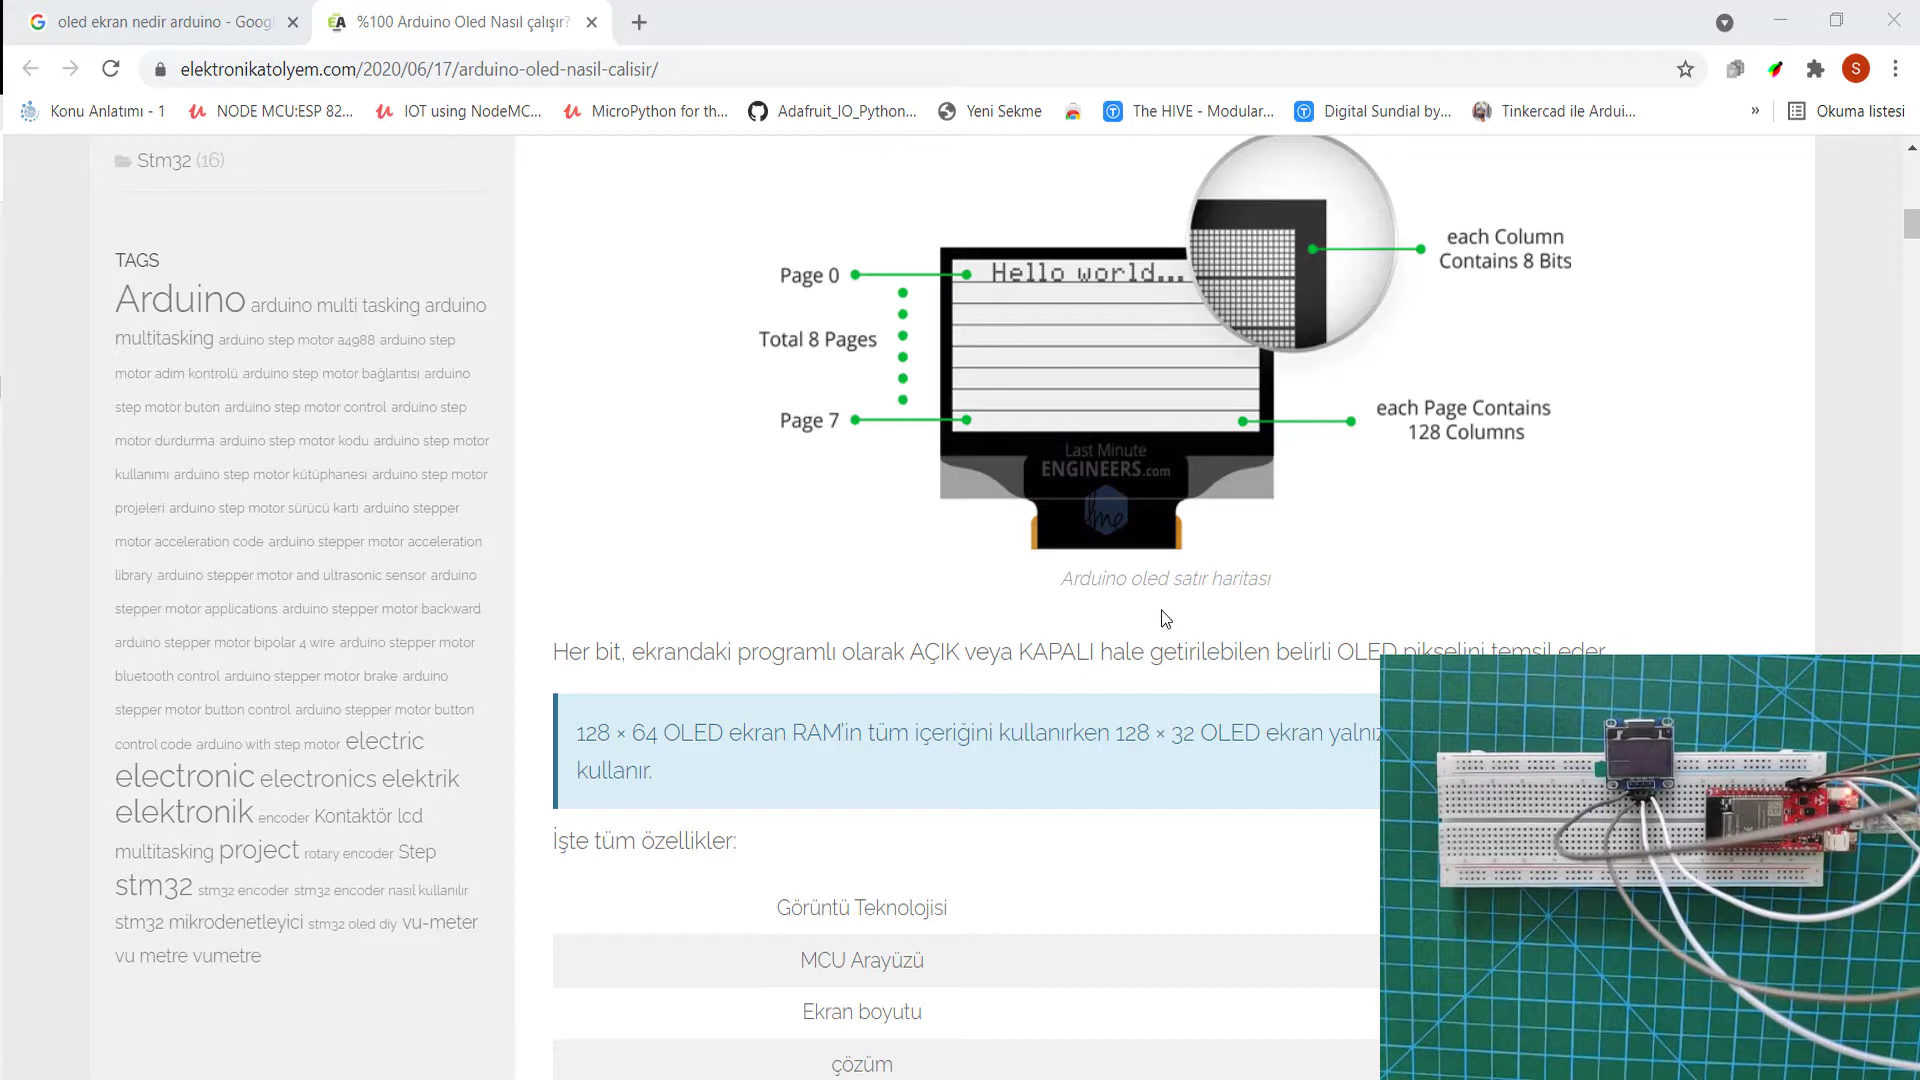 oled ekran nedir arduino - Goog
%100 Arduino Oled Nasıl çalışır?
elektronikatolyem.com/2020/06/17/arduino-oled-nasil-calisir/
S
Konu Anlatımı - 1
NODE MCU:ESP 82...
IOT using NodeMC...
MicroPython for th...
Adafruit_IO_Python...
Yeni Sekme
The HIVE - Modular...
Digital Sundial by...
Tinkercad ile Ardui...
»
Okuma listesi
Stm32 (16)
TAGS
Arduino arduino multi tasking arduino
multitasking arduino step motor a4988 arduino step
motor adım kontrolü arduino step motor bağlantısı arduino
step motor buton arduino step motor control arduino step
motor durdurma arduino step motor kodu arduino step motor
kullanımı arduino step motor kütüphanesi arduino step motor
projeleri arduino step motor sürücü kartı arduino stepper
motor acceleration code arduino stepper motor acceleration
library arduino stepper motor and ultrasonic sensor arduino
stepper motor applications arduino stepper motor backward
arduino stepper motor bipolar 4 wire arduino stepper motor
bluetooth control arduino stepper motor brake arduino
stepper motor button control arduino stepper motor button
control code arduino with step motor electric
electronic electronics elektrik
elektronik encoder Kontaktör lcd
multitasking project rotary encoder Step
stm32 stm32 encoder stm32 encoder nasıl kullanılır
stm32 mikrodenetleyici stm32 oled diy vu-meter
vu metre vumetre
each Column
Contains 8 Bits
Page 0
Hello world...
Total 8 Pages
Page 7
each Page Contains
128 Columns
Last Minute
ENGINEERS.com
lme
Arduino oled satır haritası
Her bit, ekrandaki programlı olarak AÇIK veya KAPALI hale getirilebilen belirli OLED pikselini temsil eder
128 × 64 OLED ekran RAM'in tüm içeriğini kullanırken 128 × 32 OLED ekran yalnız
kullanır.
İşte tüm özellikler:
Görüntü Teknolojisi
MCU Arayüzü
Ekran boyutu
çözüm